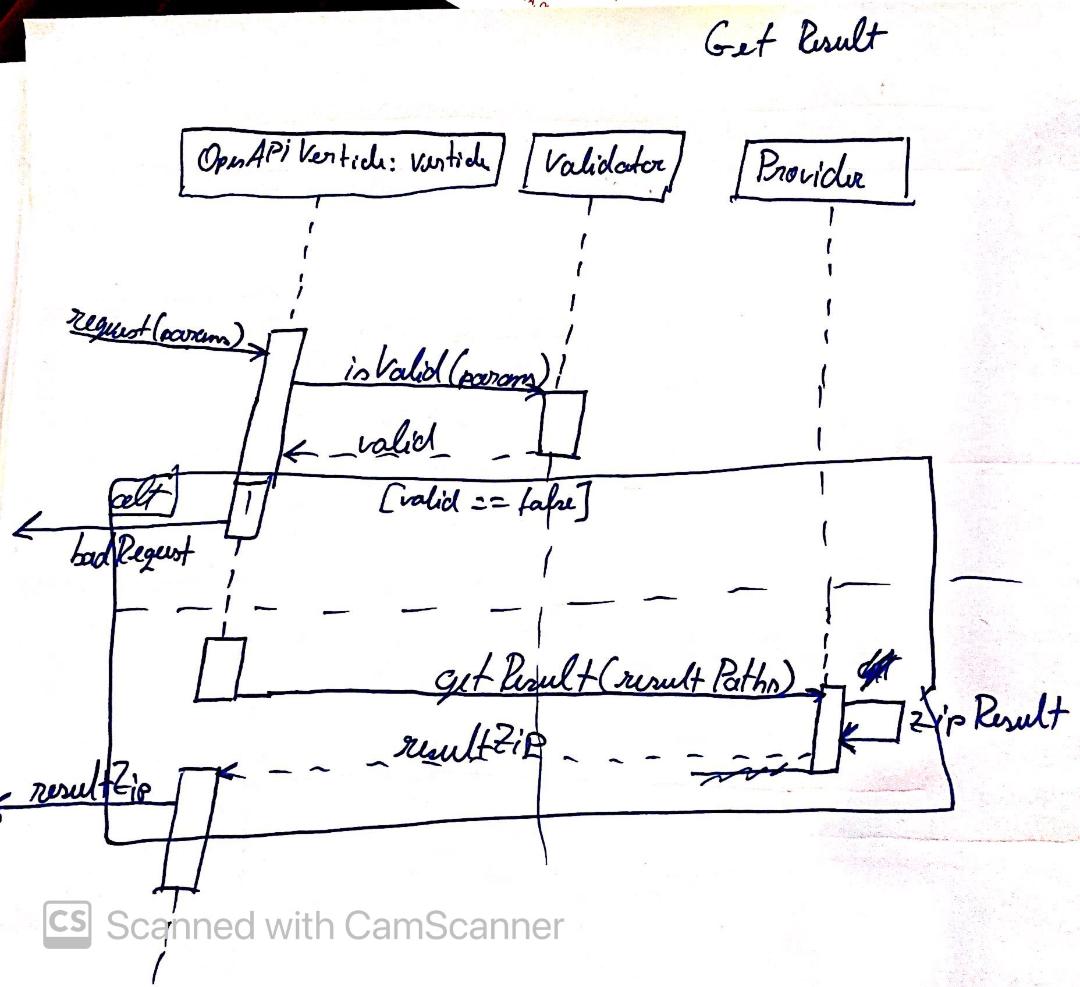 Get Result
OpenAPi Verticle: verticle
Validator
Provider
request(params)
isValid(params)
valid
alt
[valid == false]
badRequest
getResult(resultPaths)
zipResult
resultZip
resultZip
CS Scanned with CamScanner